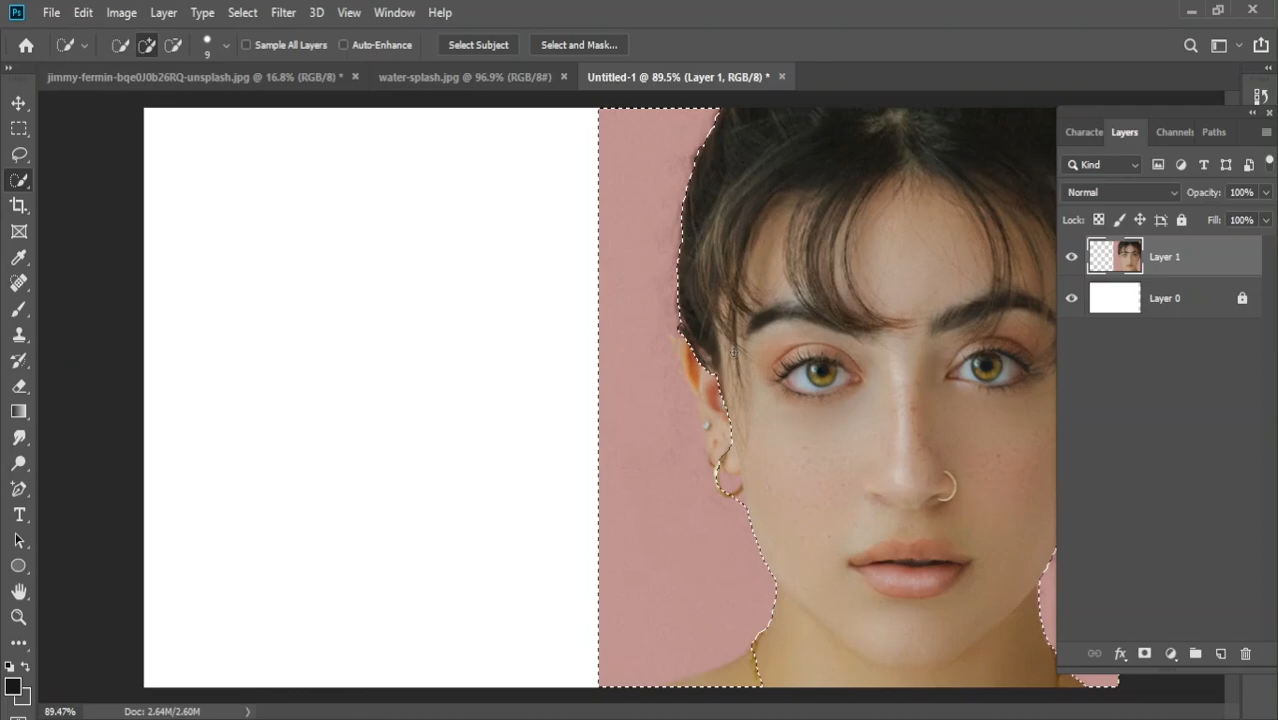 Ps File Edit Image Layer Type Select Filter 3D View Window Help
9 Sample All Layers Auto-Enhance Select Subject Select and Mask...
jimmy-fermin-bqe0J0b26RQ-unsplash.jpg @ 16.8% (RGB/8) * × water-splash.jpg @ 96.9% (RGB/8#) × Untitled-1 @ 89.5% (Layer 1, RGB/8) * ×
Characte Layers Channels Paths
Kind
Normal Opacity: 100%
Lock: Fill: 100%
Layer 1
Layer 0
89.47% Doc: 2.64M/2.60M